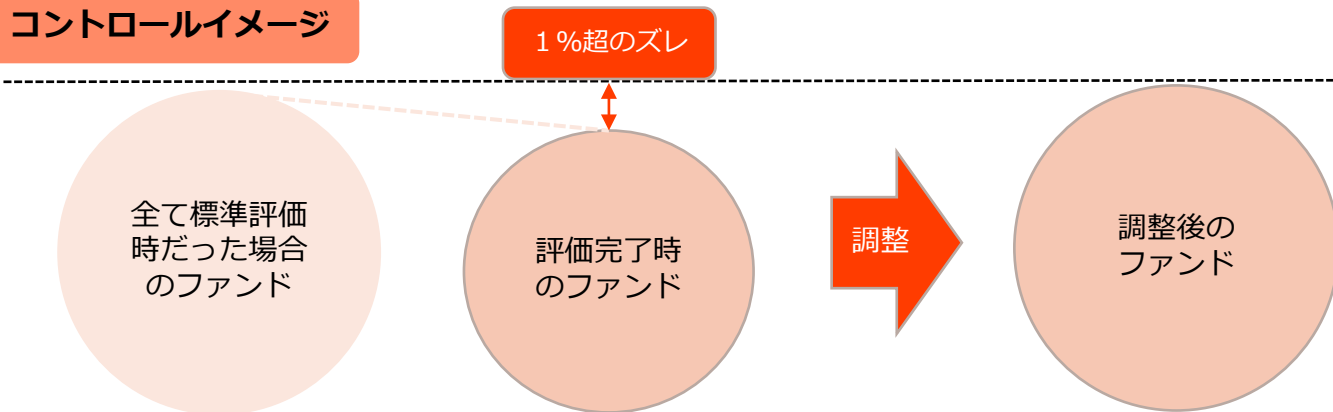 コントロールイメージ
１%超のズレ
全て標準評価
時だった場合
のファンド
評価完了時
のファンド
調整
調整後の
ファンド